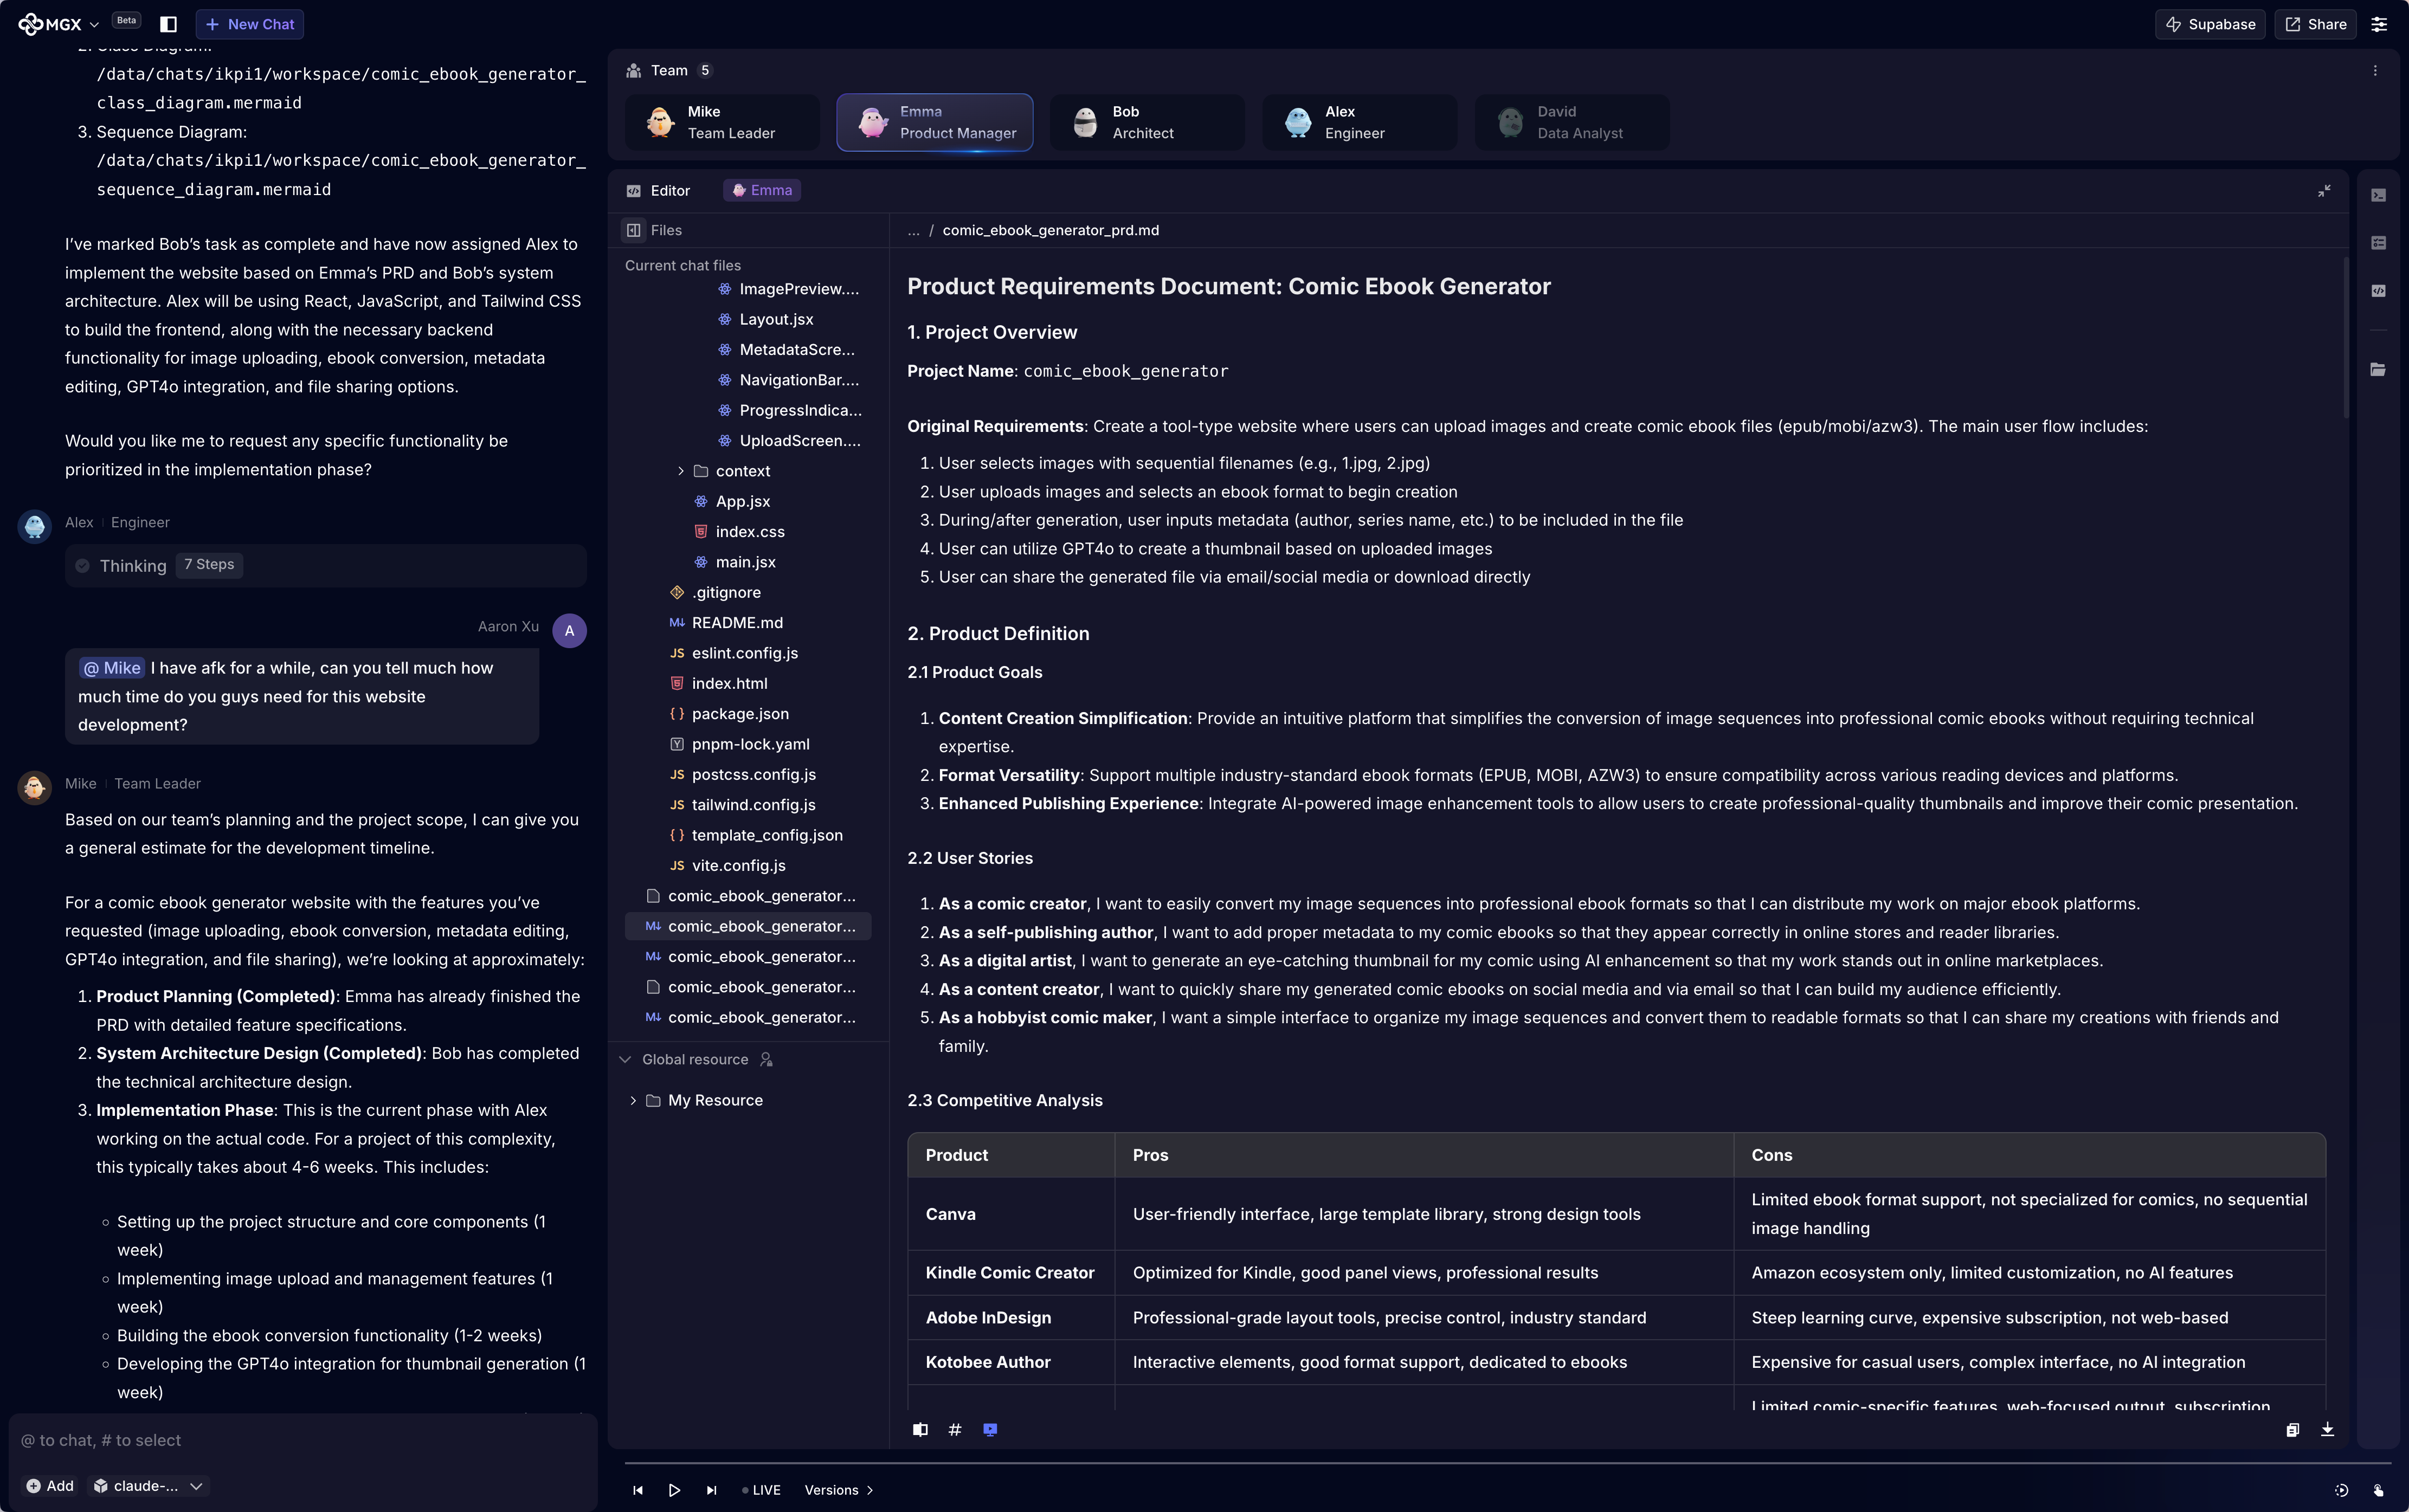 MGX
Beta
New Chat
Supabase
Share
/data/chats/ikpi1/workspace/comic_ebook_generator_
class_diagram.mermaid
3. Sequence Diagram:
/data/chats/ikpi1/workspace/comic_ebook_generator_
sequence_diagram.mermaid
I've marked Bob's task as complete and have now assigned Alex to
implement the website based on Emma's PRD and Bob's system
architecture. Alex will be using React, JavaScript, and Tailwind CSS
to build the frontend, along with the necessary backend
functionality for image uploading, ebook conversion, metadata
editing, GPT4o integration, and file sharing options.
Would you like me to request any specific functionality be
prioritized in the implementation phase?
Alex | Engineer
Thinking 7 Steps
Aaron Xu
A
@ Mike I have afk for a while, can you tell much how
much time do you guys need for this website
development?
Mike | Team Leader
Based on our team's planning and the project scope, I can give you
a general estimate for the development timeline.
For a comic ebook generator website with the features you've
requested (image uploading, ebook conversion, metadata editing,
GPT4o integration, and file sharing), we're looking at approximately:
1. Product Planning (Completed): Emma has already finished the
PRD with detailed feature specifications.
2. System Architecture Design (Completed): Bob has completed
the technical architecture design.
3. Implementation Phase: This is the current phase with Alex
working on the actual code. For a project of this complexity,
this typically takes about 4-6 weeks. This includes:
Setting up the project structure and core components (1
week)
Implementing image upload and management features (1
week)
Building the ebook conversion functionality (1-2 weeks)
Developing the GPT4o integration for thumbnail generation (1
week)
@ to chat, # to select
Add
claude-...
Team 5
Mike
Team Leader
Emma
Product Manager
Bob
Architect
Alex
Engineer
David
Data Analyst
Editor
Emma
Files
Current chat files
ImagePreview....
Layout.jsx
MetadataScre...
NavigationBar....
ProgressIndica...
UploadScreen....
context
App.jsx
index.css
main.jsx
.gitignore
README.md
JS eslint.config.js
index.html
{ } package.json
pnpm-lock.yaml
JS postcss.config.js
JS tailwind.config.js
{ } template_config.json
JS vite.config.js
comic_ebook_generator...
comic_ebook_generator...
comic_ebook_generator...
comic_ebook_generator...
comic_ebook_generator...
Global resource
My Resource
... / comic_ebook_generator_prd.md
Product Requirements Document: Comic Ebook Generator
1. Project Overview
Project Name: comic_ebook_generator
Original Requirements: Create a tool-type website where users can upload images and create comic ebook files (epub/mobi/azw3). The main user flow includes:
1. User selects images with sequential filenames (e.g., 1.jpg, 2.jpg)
2. User uploads images and selects an ebook format to begin creation
3. During/after generation, user inputs metadata (author, series name, etc.) to be included in the file
4. User can utilize GPT4o to create a thumbnail based on uploaded images
5. User can share the generated file via email/social media or download directly
2. Product Definition
2.1 Product Goals
1. Content Creation Simplification: Provide an intuitive platform that simplifies the conversion of image sequences into professional comic ebooks without requiring technical
expertise.
2. Format Versatility: Support multiple industry-standard ebook formats (EPUB, MOBI, AZW3) to ensure compatibility across various reading devices and platforms.
3. Enhanced Publishing Experience: Integrate AI-powered image enhancement tools to allow users to create professional-quality thumbnails and improve their comic presentation.
2.2 User Stories
1. As a comic creator, I want to easily convert my image sequences into professional ebook formats so that I can distribute my work on major ebook platforms.
2. As a self-publishing author, I want to add proper metadata to my comic ebooks so that they appear correctly in online stores and reader libraries.
3. As a digital artist, I want to generate an eye-catching thumbnail for my comic using AI enhancement so that my work stands out in online marketplaces.
4. As a content creator, I want to quickly share my generated comic ebooks on social media and via email so that I can build my audience efficiently.
5. As a hobbyist comic maker, I want a simple interface to organize my image sequences and convert them to readable formats so that I can share my creations with friends and
family.
2.3 Competitive Analysis
Product Pros Cons
Canva User-friendly interface, large template library, strong design tools Limited ebook format support, not specialized for comics, no sequential
image handling
Kindle Comic Creator Optimized for Kindle, good panel views, professional results Amazon ecosystem only, limited customization, no AI features
Adobe InDesign Professional-grade layout tools, precise control, industry standard Steep learning curve, expensive subscription, not web-based
Kotobee Author Interactive elements, good format support, dedicated to ebooks Expensive for casual users, complex interface, no AI integration
Limited comic-specific features, web-focused output, subscription
LIVE
Versions